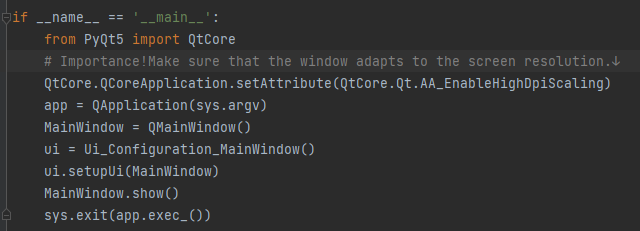 if __name__ == '__main__':
    from PyQt5 import QtCore
    # Importance!Make sure that the window adapts to the screen resolution.↓
    QtCore.QCoreApplication.setAttribute(QtCore.Qt.AA_EnableHighDpiScaling)
    app = QApplication(sys.argv)
    MainWindow = QMainWindow()
    ui = Ui_Configuration_MainWindow()
    ui.setupUi(MainWindow)
    MainWindow.show()
    sys.exit(app.exec_())